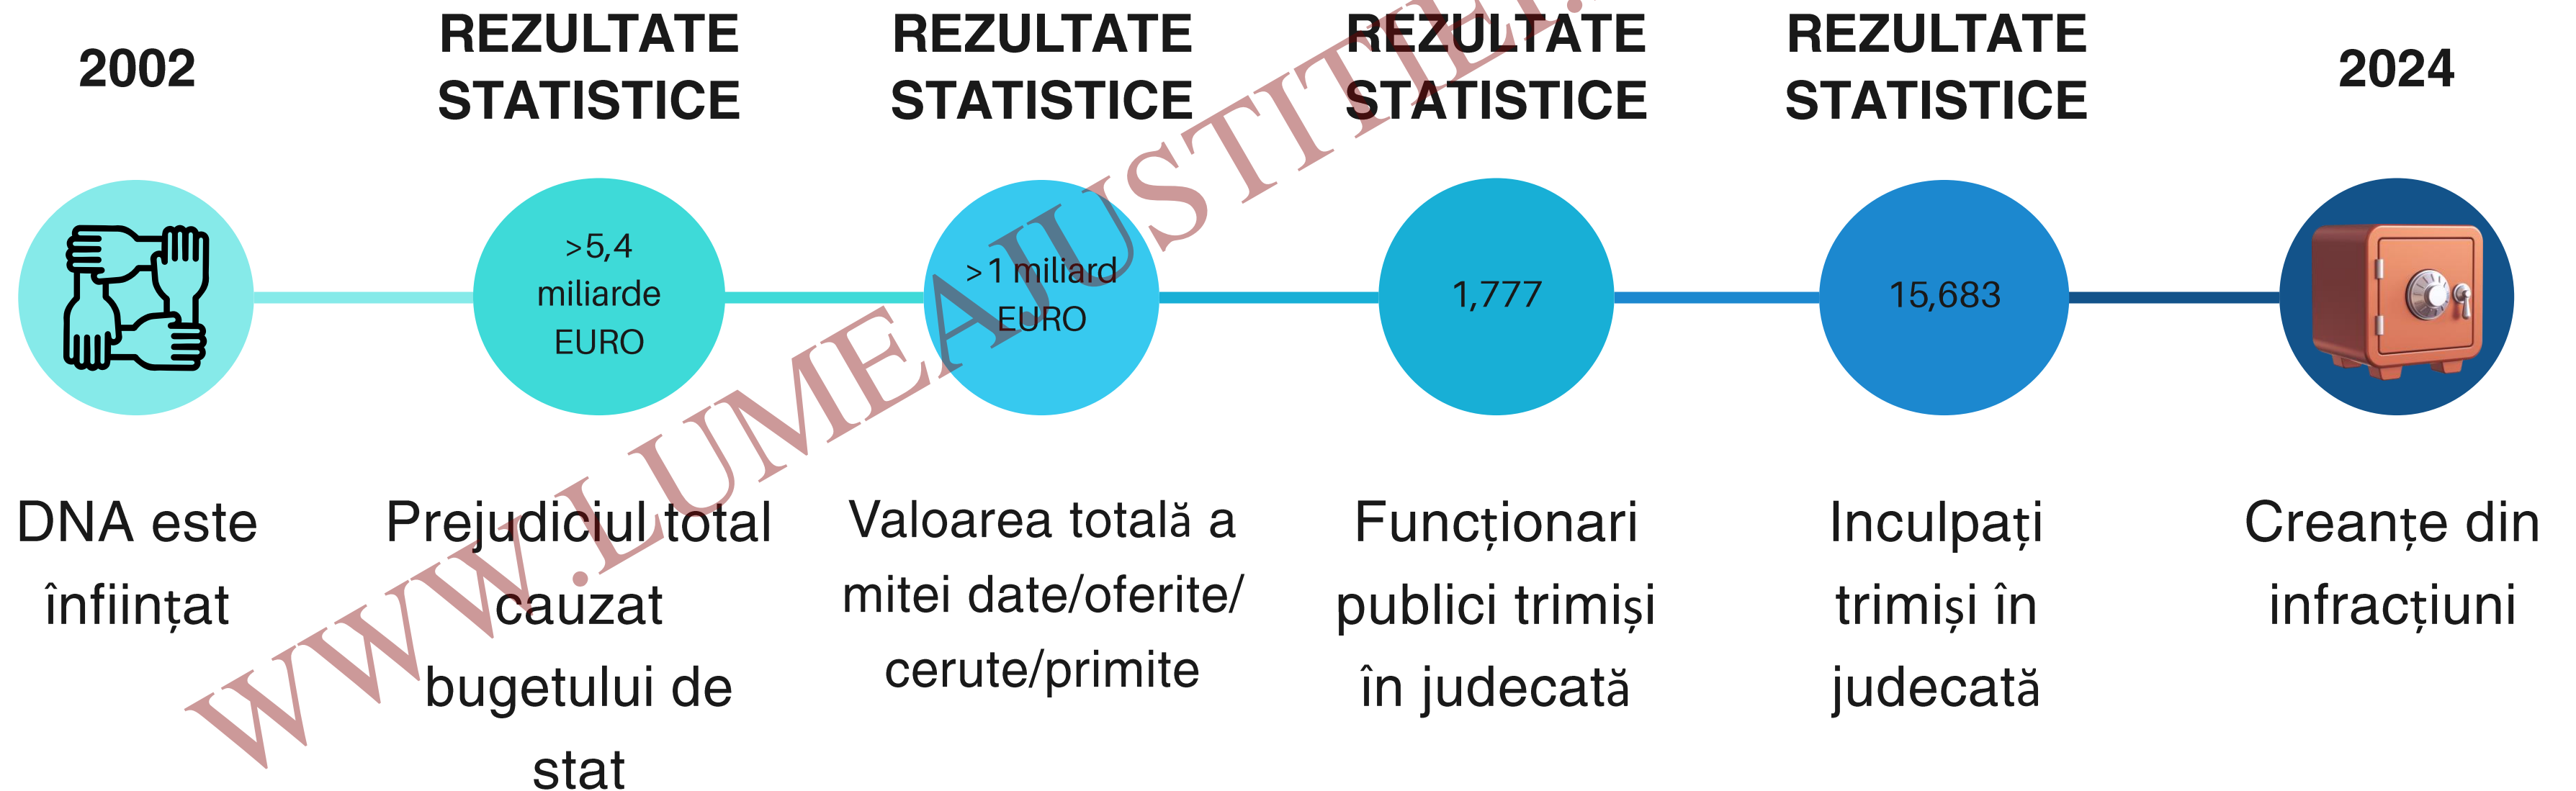 2002
DNA este
înființat
REZULTATE
STATISTICE
>5,4
miliarde
EURO
Prejudiciul total
cauzat
bugetului de
stat
REZULTATE
STATISTICE
>1 miliard
EURO
Valoarea totală a
mitei date/oferite/
cerute/primite
REZULTATE
STATISTICE
1,777
Funcționari
publici trimiși
în judecată
REZULTATE
STATISTICE
15,683
Inculpați
trimiși în
judecată
2024
Creanțe din
infracțiuni
WWW.LUMEAJUSTITIEI.